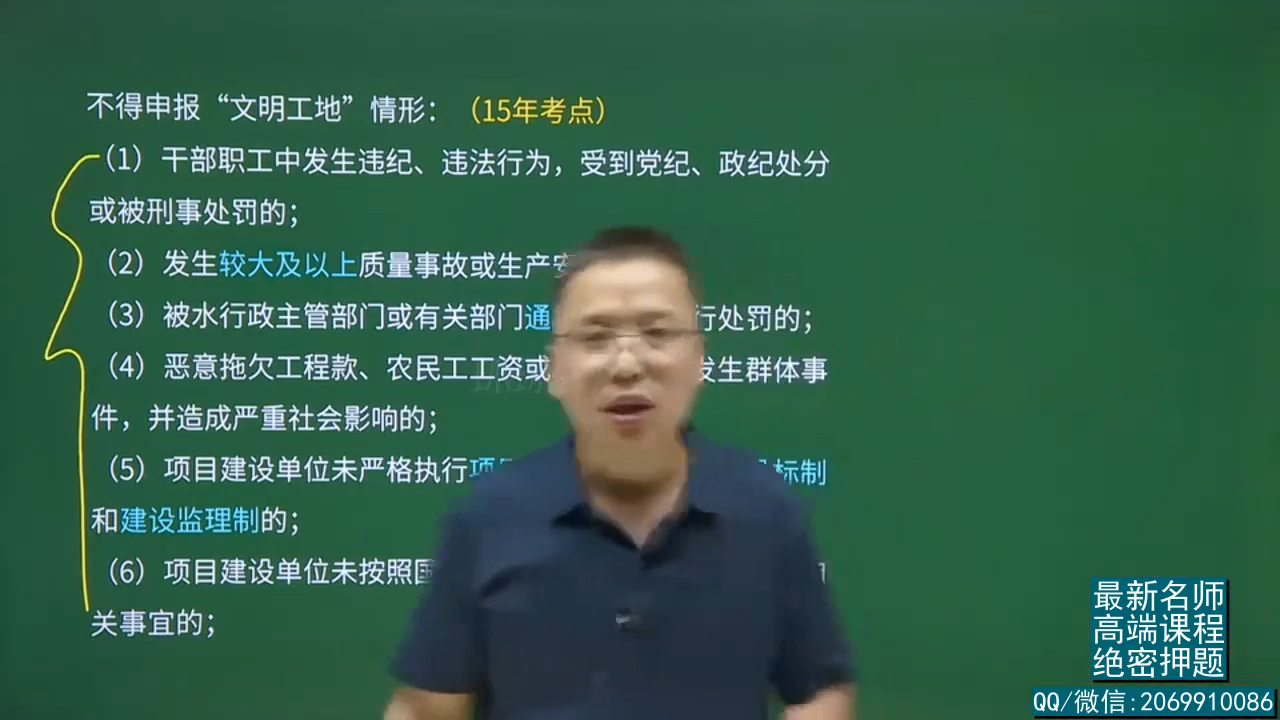 不得申报“文明工地”情形：（15年考点）
（1）干部职工中发生违纪、违法行为，受到党纪、政纪处分
或被刑事处罚的；
（2）发生较大及以上质量事故或生产安
（3）被水行政主管部门或有关部门通 行处罚的；
（4）恶意拖欠工程款、农民工工资或 发生群体事
件，并造成严重社会影响的；
（5）项目建设单位未严格执行项 标制
和建设监理制的；
（6）项目建设单位未按照国
关事宜的；
最新名师
高端课程
绝密押题
QQ/微信:2069910086